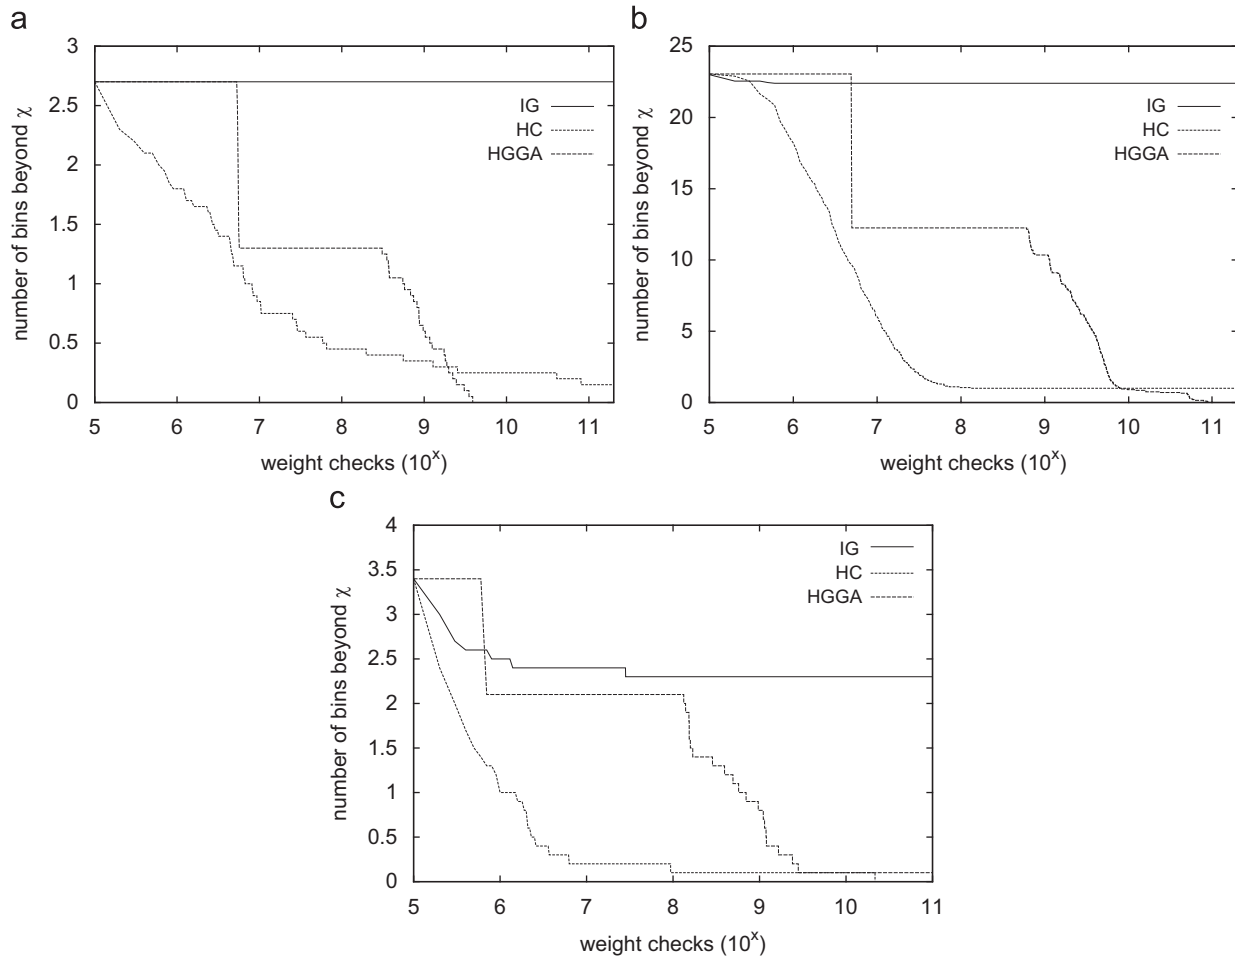 a
number of bins beyond χ
3
2.5
2
1.5
1
0.5
0
5 6 7 8 9 10 11
weight checks (10^x)
IG
HC
HGGA
b
number of bins beyond χ
25
20
15
10
5
0
5 6 7 8 9 10 11
weight checks (10^x)
IG
HC
HGGA
c
number of bins beyond χ
4
3.5
3
2.5
2
1.5
1
0.5
0
5 6 7 8 9 10 11
weight checks (10^x)
IG
HC
HGGA